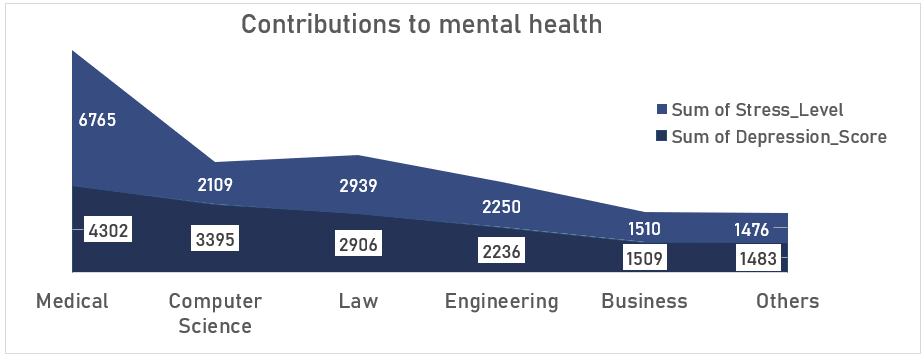 Contributions to mental health
Sum of Stress_Level
Sum of Depression_Score
6765
2109
2939
2250
1510
1476
4302
3395
2906
2236
1509
1483
Medical
Computer
Science
Law
Engineering
Business
Others